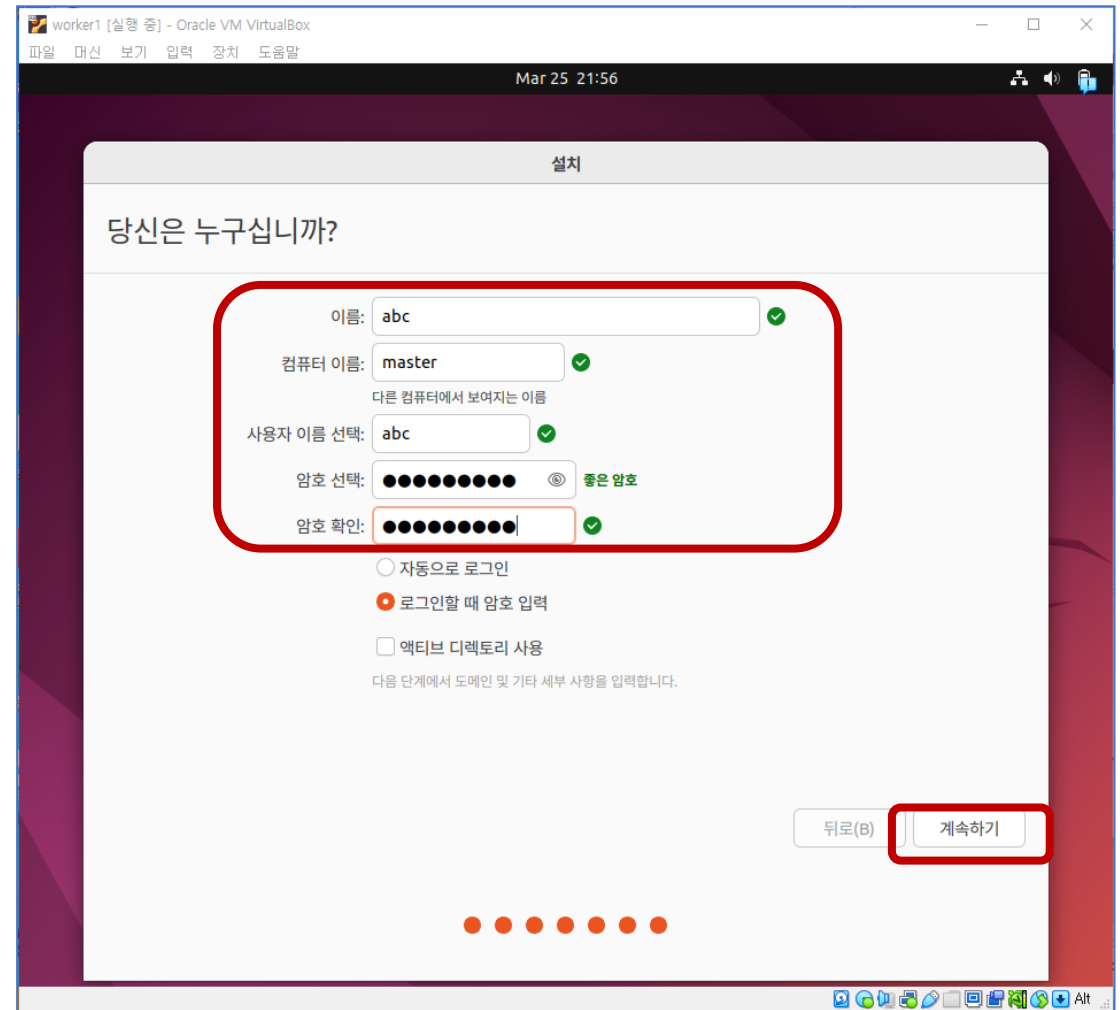 worker1 [실행 중] - Oracle VM VirtualBox
파일 머신 보기 입력 장치 도움말
Mar 25 21:56
설치
당신은 누구십니까?
이름: abc
컴퓨터 이름: master
다른 컴퓨터에서 보여지는 이름
사용자 이름 선택: abc
암호 선택: ●●●●●●●●● 좋은 암호
암호 확인: ●●●●●●●●●
자동으로 로그인
로그인할 때 암호 입력
액티브 디렉토리 사용
다음 단계에서 도메인 및 기타 세부 사항을 입력합니다.
뒤로(B) 계속하기
Alt